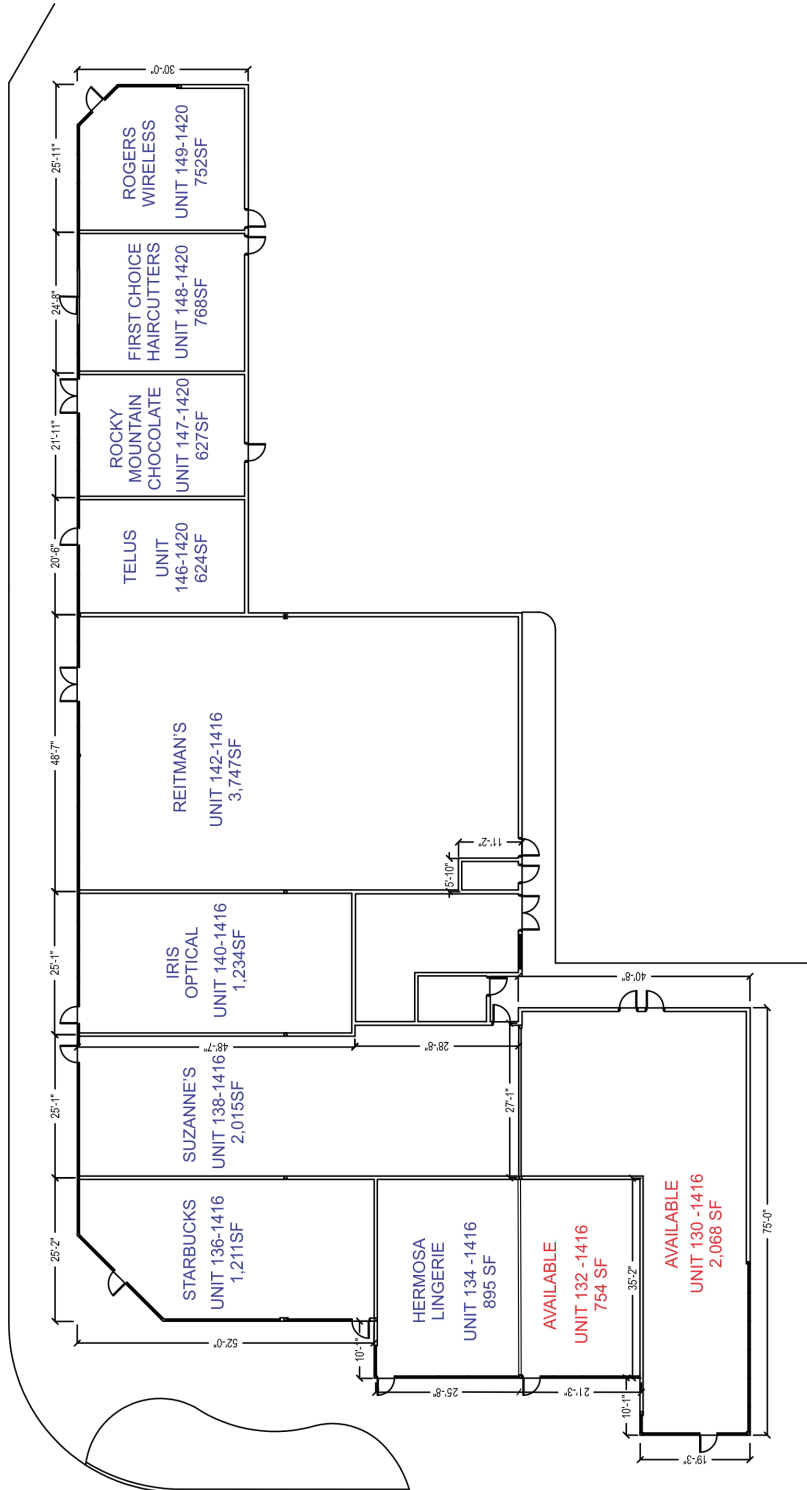 30'-0"
25'-11"
ROGERS
WIRELESS
UNIT 149-1420
752SF
24'-8"
FIRST CHOICE
HAIRCUTTERS
UNIT 148-1420
768SF
21'-11"
ROCKY
MOUNTAIN
CHOCOLATE
UNIT 147-1420
627SF
20'-6"
TELUS
UNIT
146-1420
624SF
48'-7"
REITMAN'S
UNIT 142-1416
3,747SF
11'-2"
5'-10"
25'-1"
IRIS
OPTICAL
UNIT 140-1416
1,234SF
40'-8"
48'-7"
28'-8"
25'-1"
SUZANNE'S
UNIT 138-1416
2,015SF
27'-1"
25'-2"
STARBUCKS
UNIT 136-1416
1,211SF
52'-0"
10'-1"
HERMOSA
LINGERIE
UNIT 134 -1416
895 SF
25'-8"
AVAILABLE
UNIT 132 -1416
754 SF
35'-2"
21'-3"
10'-1"
AVAILABLE
UNIT 130 -1416
2,068 SF
75'-0"
19'-3"